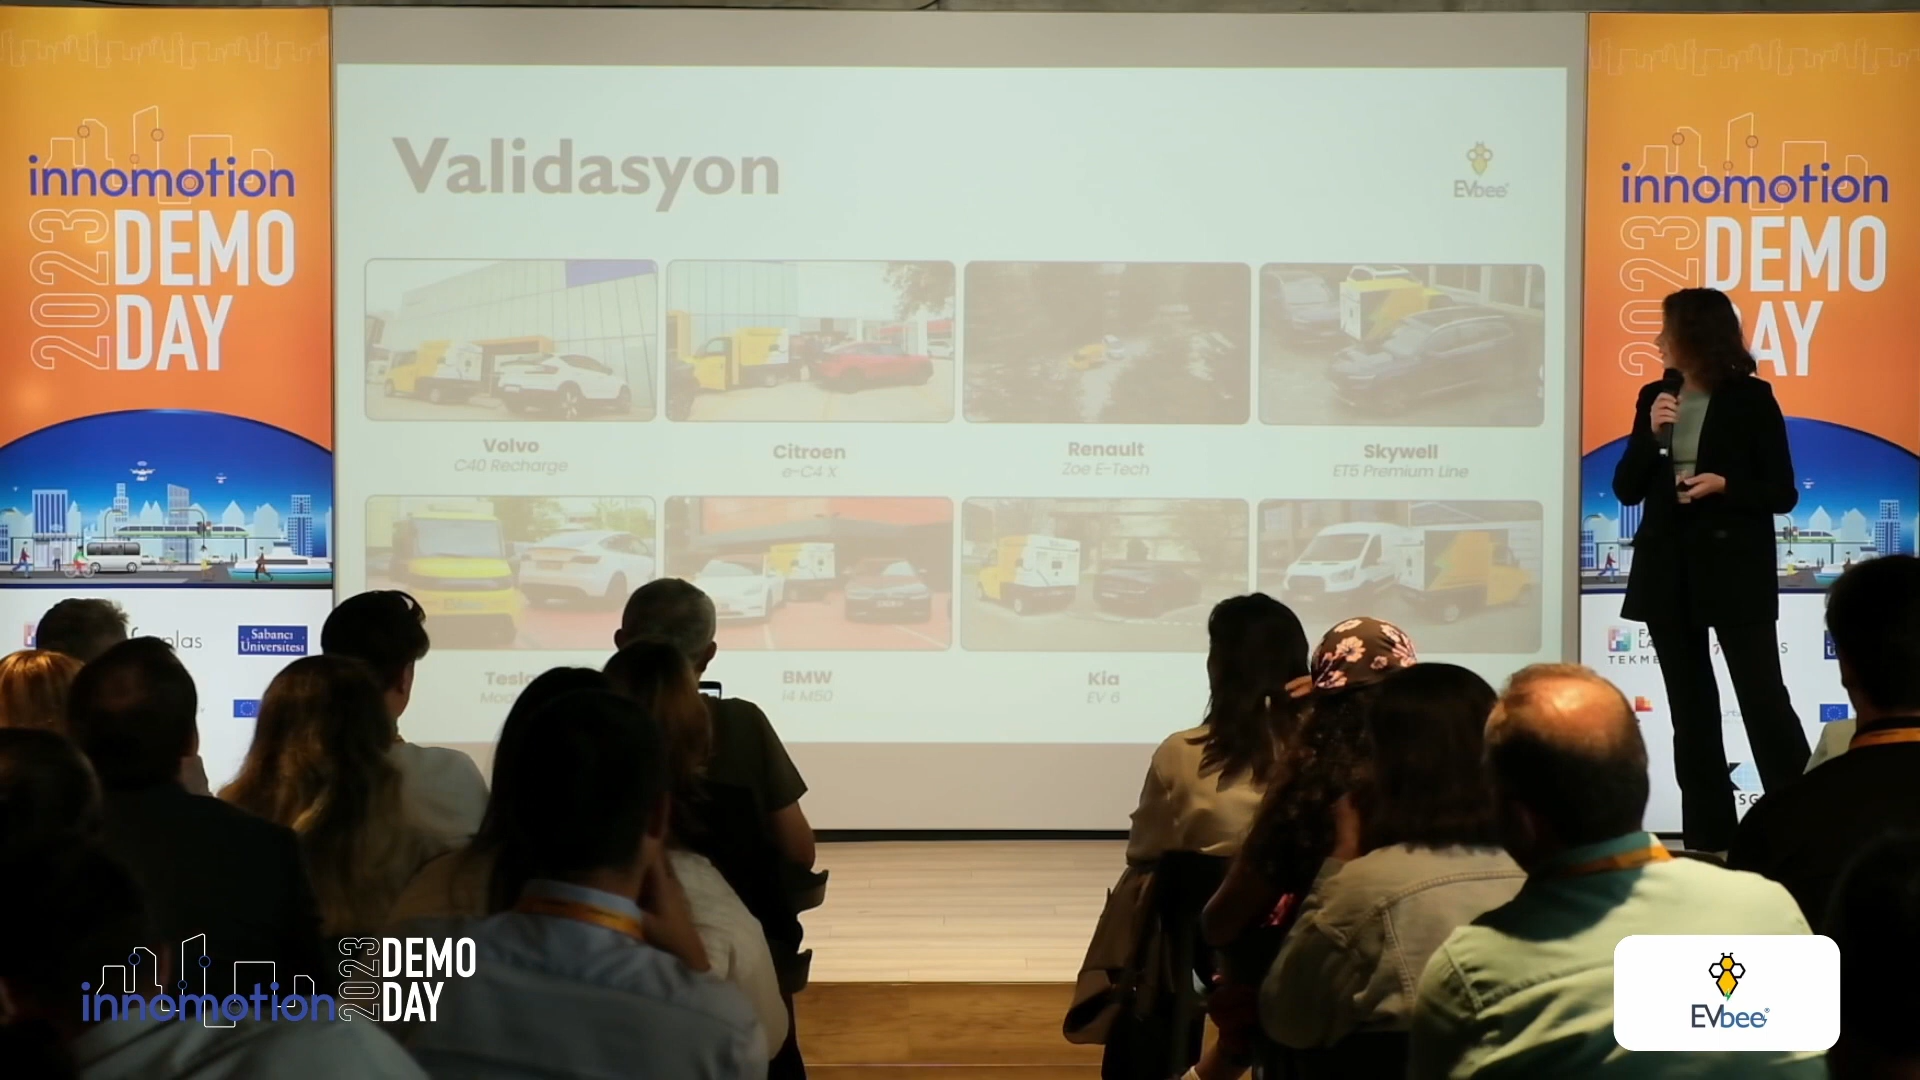 innomotion
2023
DEMO
DAY
Sabancı
Üniversitesi
Validasyon
EVbee
Volvo
C40 Recharge
Citroen
e-C4 X
Renault
Zoe E-Tech
Skywell
ET5 Premium Line
BMW
i4 M50
Kia
EV 6
innomotion
2023
DEMO
innomotion
2023
DEMO
DAY
EVbee®